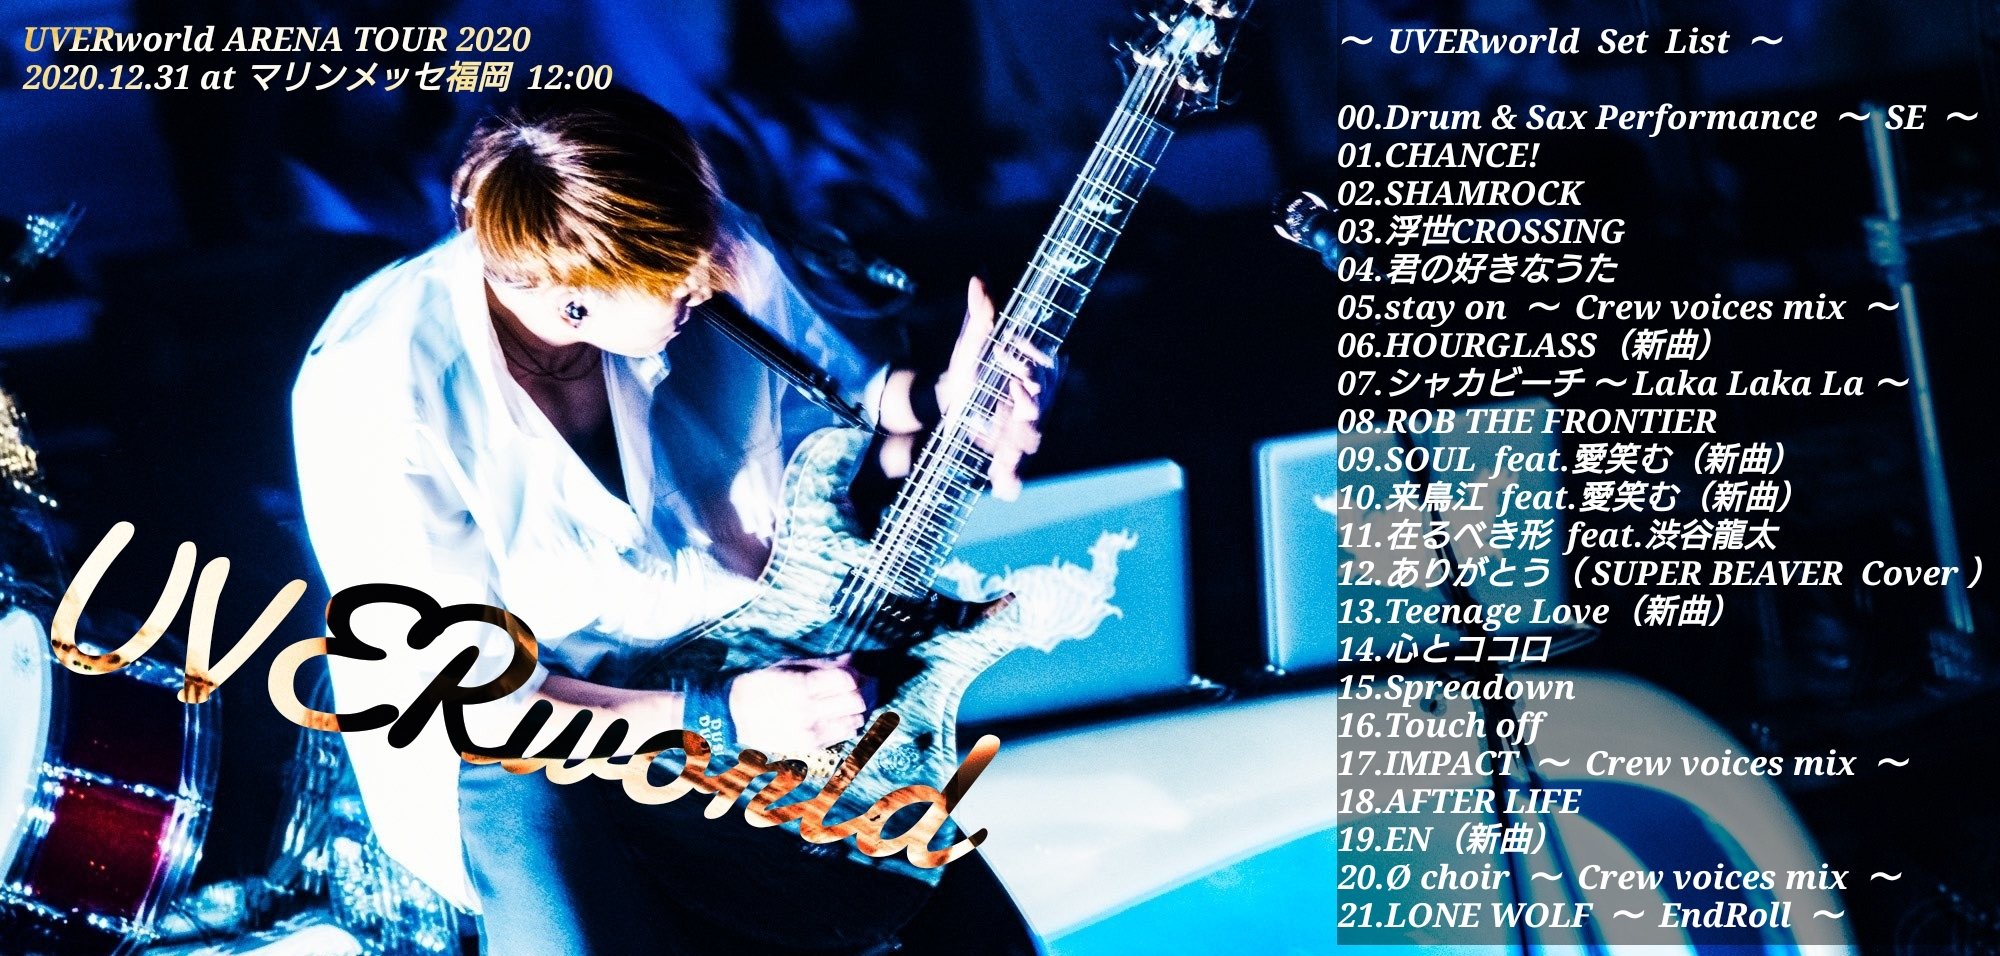 UVERworld ARENA TOUR 2020
2020.12.31 at マリンメッセ福岡 12:00
UVERworld
～ UVERworld Set List ～
00.Drum & Sax Performance ～ SE ～
01.CHANCE!
02.SHAMROCK
03.浮世CROSSING
04.君の好きなうた
05.stay on ～ Crew voices mix ～
06.HOURGLASS（新曲）
07.シャカビーチ～Laka Laka La～
08.ROB THE FRONTIER
09.SOUL feat.愛笑む（新曲）
10.来鳥江 feat.愛笑む（新曲）
11.在るべき形 feat.渋谷龍太
12.ありがとう（SUPER BEAVER Cover）
13.Teenage Love（新曲）
14.心とココロ
15.Spreadown
16.Touch off
17.IMPACT ～ Crew voices mix ～
18.AFTER LIFE
19.EN（新曲）
20.Ø choir ～ Crew voices mix ～
21.LONE WOLF ～ EndRoll ～